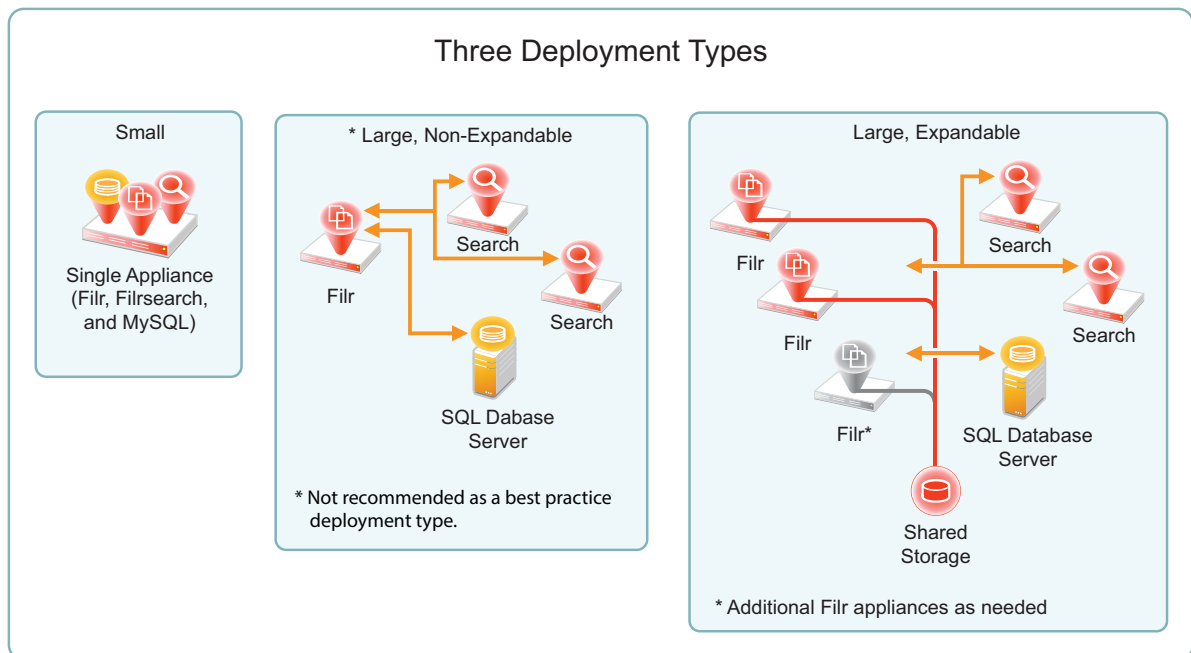 Three Deployment Types
Small
Single Appliance
(Filr, Filrsearch,
and MySQL)
* Large, Non-Expandable
Search
Filr
Search
SQL Dabase
Server
* Not recommended as a best practice
deployment type.
Large, Expandable
Filr
Search
Filr
Search
Filr*
SQL Database
Server
Shared
Storage
* Additional Filr appliances as needed